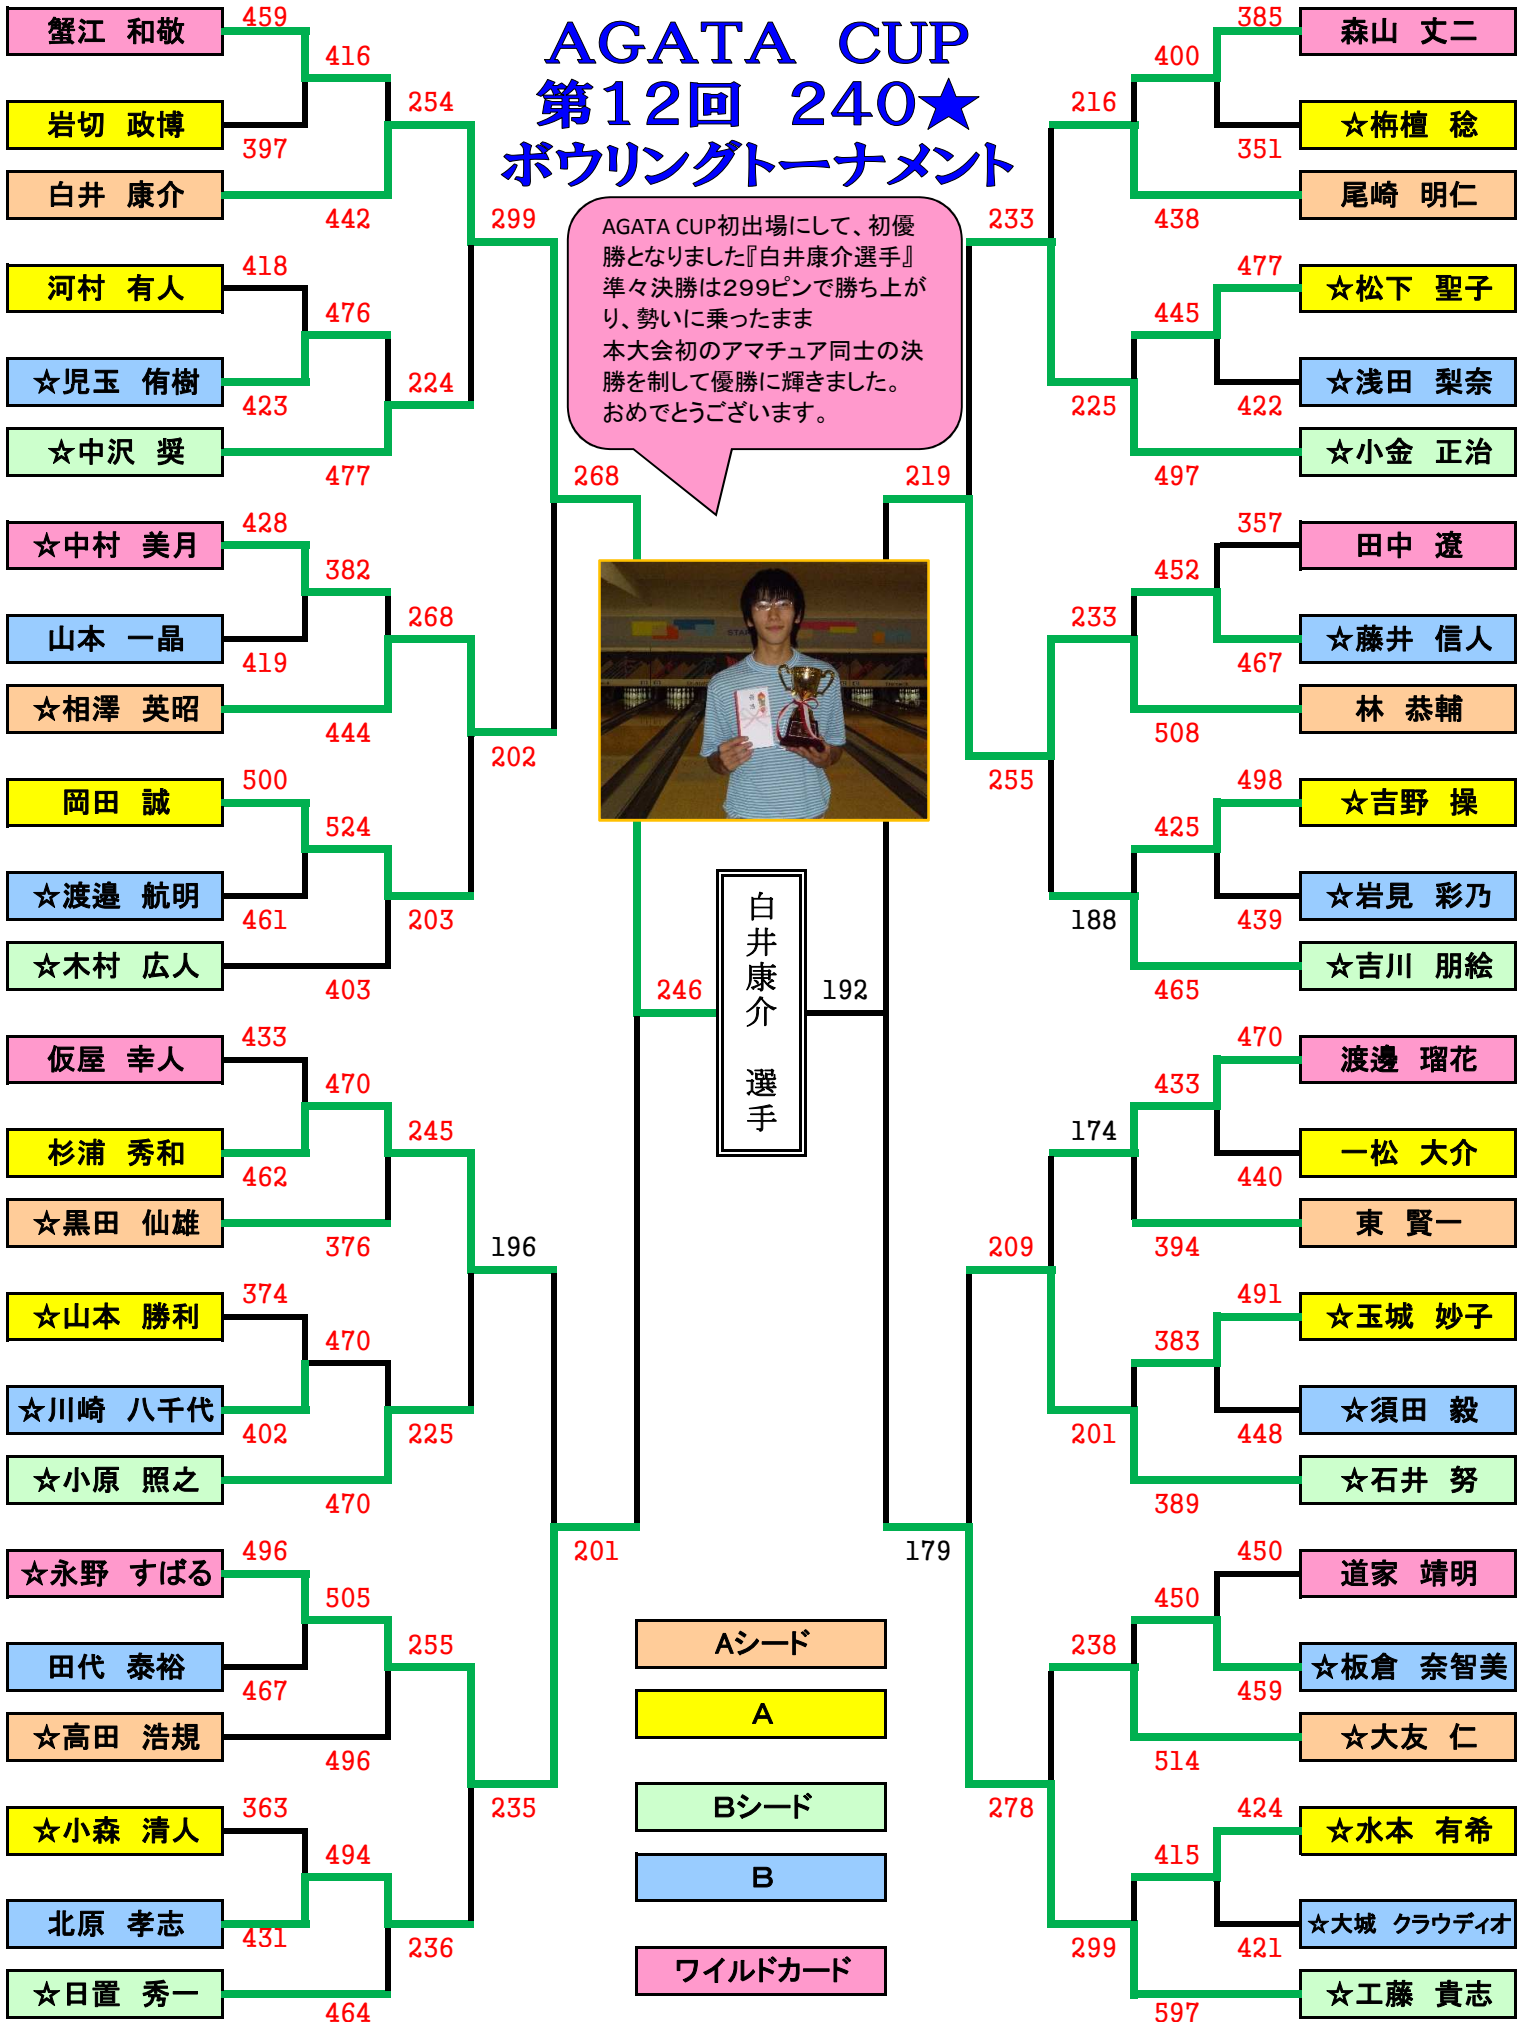 AGATA CUP
第12回 240★
ボウリングトーナメント
AGATA CUP初出場にして、初優
勝となりました『白井康介選手』
準々決勝は299ピンで勝ち上が
り、勢いに乗ったまま
本大会初のアマチュア同士の決
勝を制して優勝に輝きました。
おめでとうございます。
蟹江 和敬
459
416
岩切 政博
397
254
白井 康介
442
299
河村 有人
418
476
☆児玉 侑樹
423
224
☆中沢 奨
477
268
☆中村 美月
428
382
山本 一晶
419
268
☆相澤 英昭
444
202
岡田 誠
500
524
☆渡邉 航明
461
203
☆木村 広人
403
246
仮屋 幸人
433
470
杉浦 秀和
462
245
☆黒田 仙雄
376
196
☆山本 勝利
374
470
☆川崎 八千代
402
225
☆小原 照之
470
201
☆永野 すばる
496
505
田代 泰裕
467
255
☆高田 浩規
496
235
☆小森 清人
363
494
北原 孝志
431
236
☆日置 秀一
464
白井康介 選手
192
385
森山 丈二
400
216
☆栴檀 稔
351
尾崎 明仁
438
233
477
☆松下 聖子
445
☆浅田 梨奈
422
225
☆小金 正治
497
219
357
田中 遼
452
☆藤井 信人
467
233
林 恭輔
508
255
498
☆吉野 操
425
☆岩見 彩乃
439
188
☆吉川 朋絵
465
470
渡邊 瑠花
433
174
一松 大介
440
東 賢一
394
209
491
☆玉城 妙子
383
☆須田 毅
448
201
☆石井 努
389
179
450
道家 靖明
450
☆板倉 奈智美
459
238
☆大友 仁
514
278
424
☆水本 有希
415
☆大城 クラウディオ
421
299
☆工藤 貴志
597
Aシード
A
Bシード
B
ワイルドカード